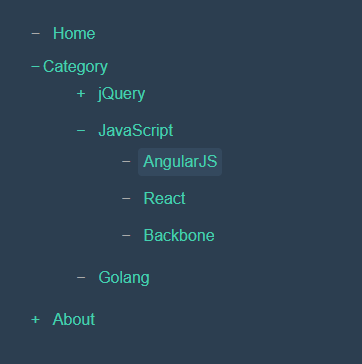 − Home
−Category
+ jQuery
− JavaScript
− AngularJS
− React
− Backbone
− Golang
+ About